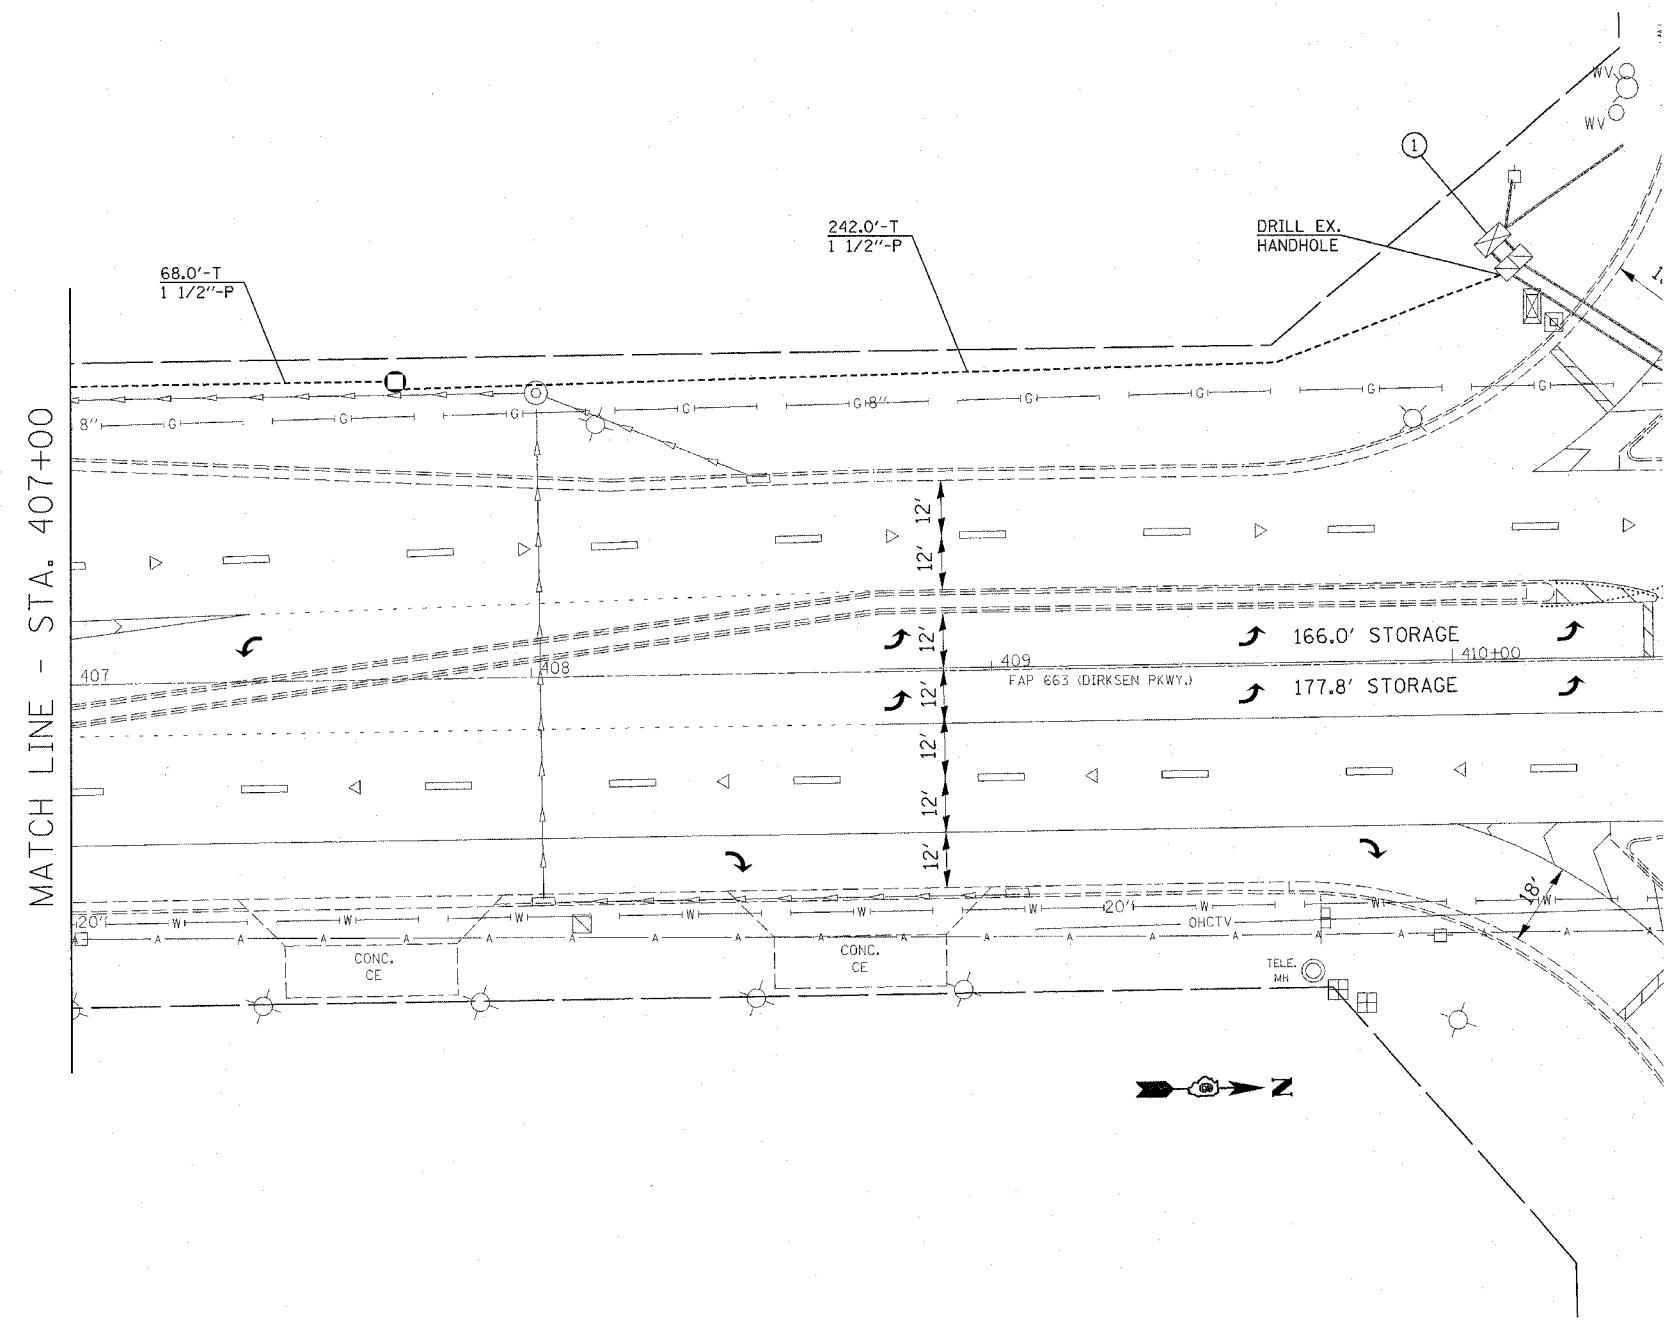 WV
WV
1
68.0'-T
1 1/2"-P
242.0'-T
1 1/2"-P
DRILL EX.
HANDHOLE
MATCH LINE - STA. 407+00
8" G G G G G 8" G G G G
12'
12'
12'
12'
12'
12'
12'
166.0' STORAGE
177.8' STORAGE
407
408
409
410+00
FAP 663 (DIRKSEN PKWY.)
18'
20' W W W W W W 20' W W W
OHCTV
A A A A A A A A A A A A A A A A A A A
CONC.
CE
CONC.
CE
TELE.
MH
N